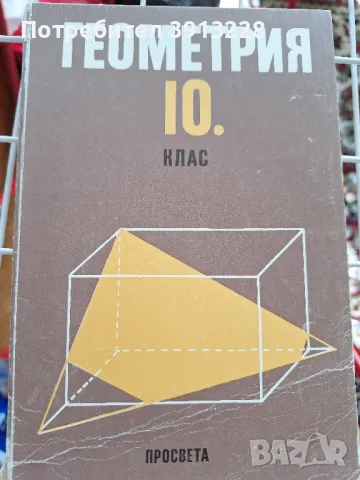 Потребител 3913228
ГЕОМЕТРИЯ
10.
КЛАС
ПРОСВЕТА
BAZAR